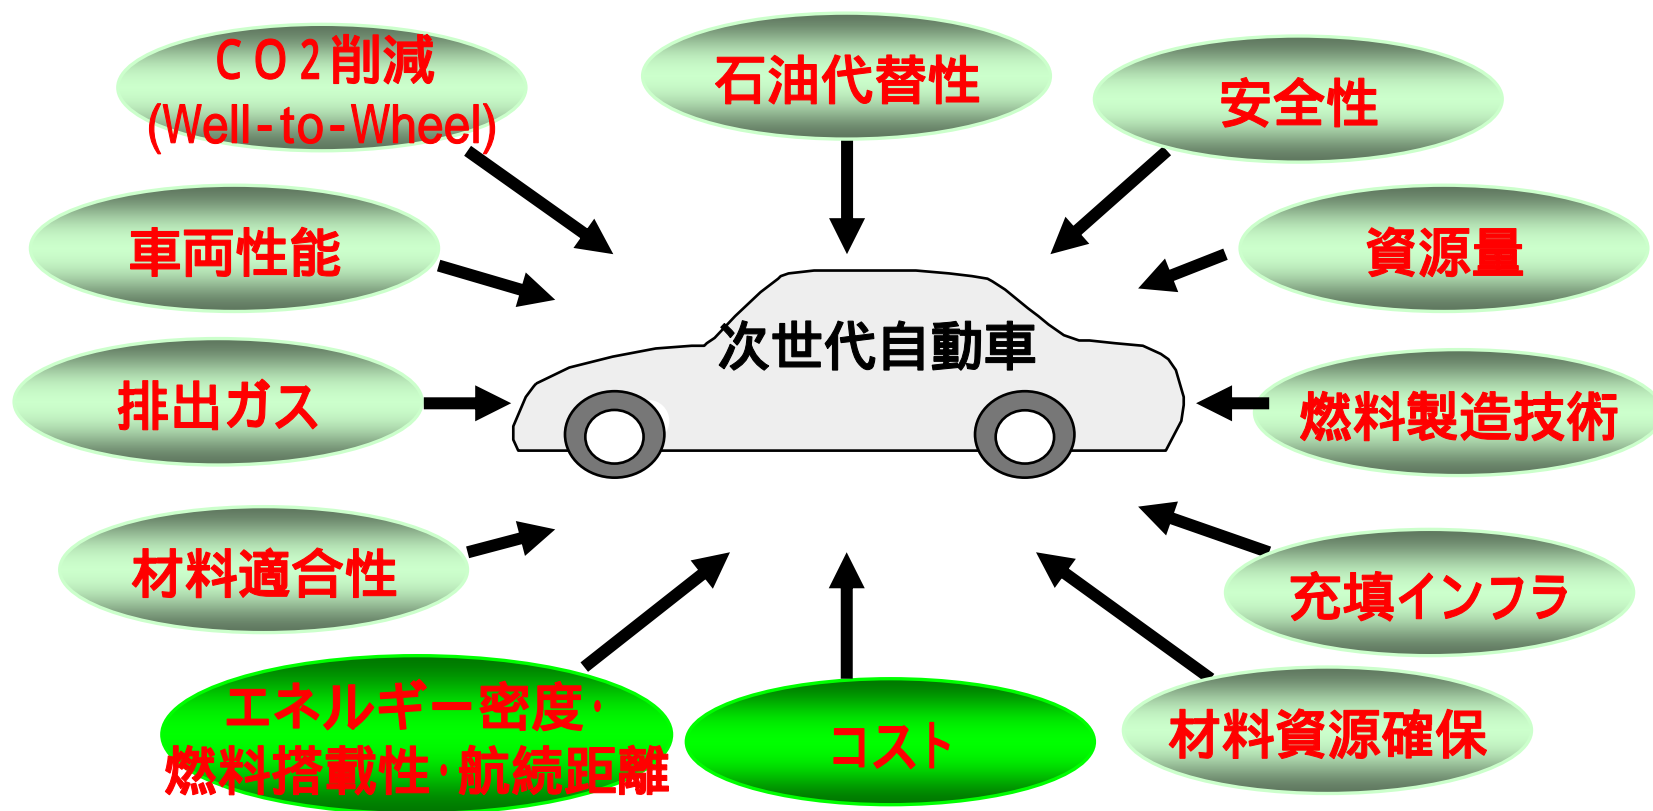 CO2削減
(Well-to-Wheel)
石油代替性
安全性
車両性能
資源量
次世代自動車
排出ガス
燃料製造技術
材料適合性
充填インフラ
エネルギー密度・
燃料搭載性・航続距離
コスト
材料資源確保